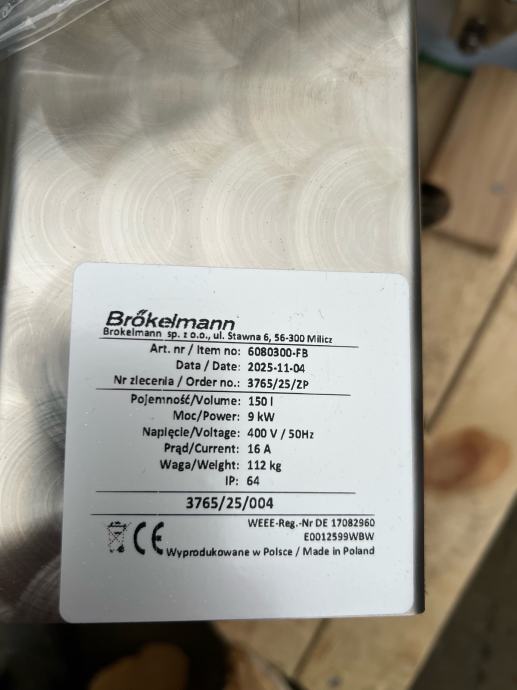 Brőkelmann
Brokelmann sp. z o.o., ul. Stawna 6, 56-300 Milicz
Art. nr / Item no: 6080300-FB
Data / Date: 2025-11-04
Nr zlecenia / Order no.: 3765/25/ZP
Pojemność/Volume: 150 l
Moc/Power: 9 kW
Napięcie/Voltage: 400 V / 50Hz
Prąd/Current: 16 A
Waga/Weight: 112 kg
IP: 64
3765/25/004
WEEE-Reg.-Nr DE 17082960
E0012599WBW
CE
Wyprodukowane w Polsce / Made in Poland